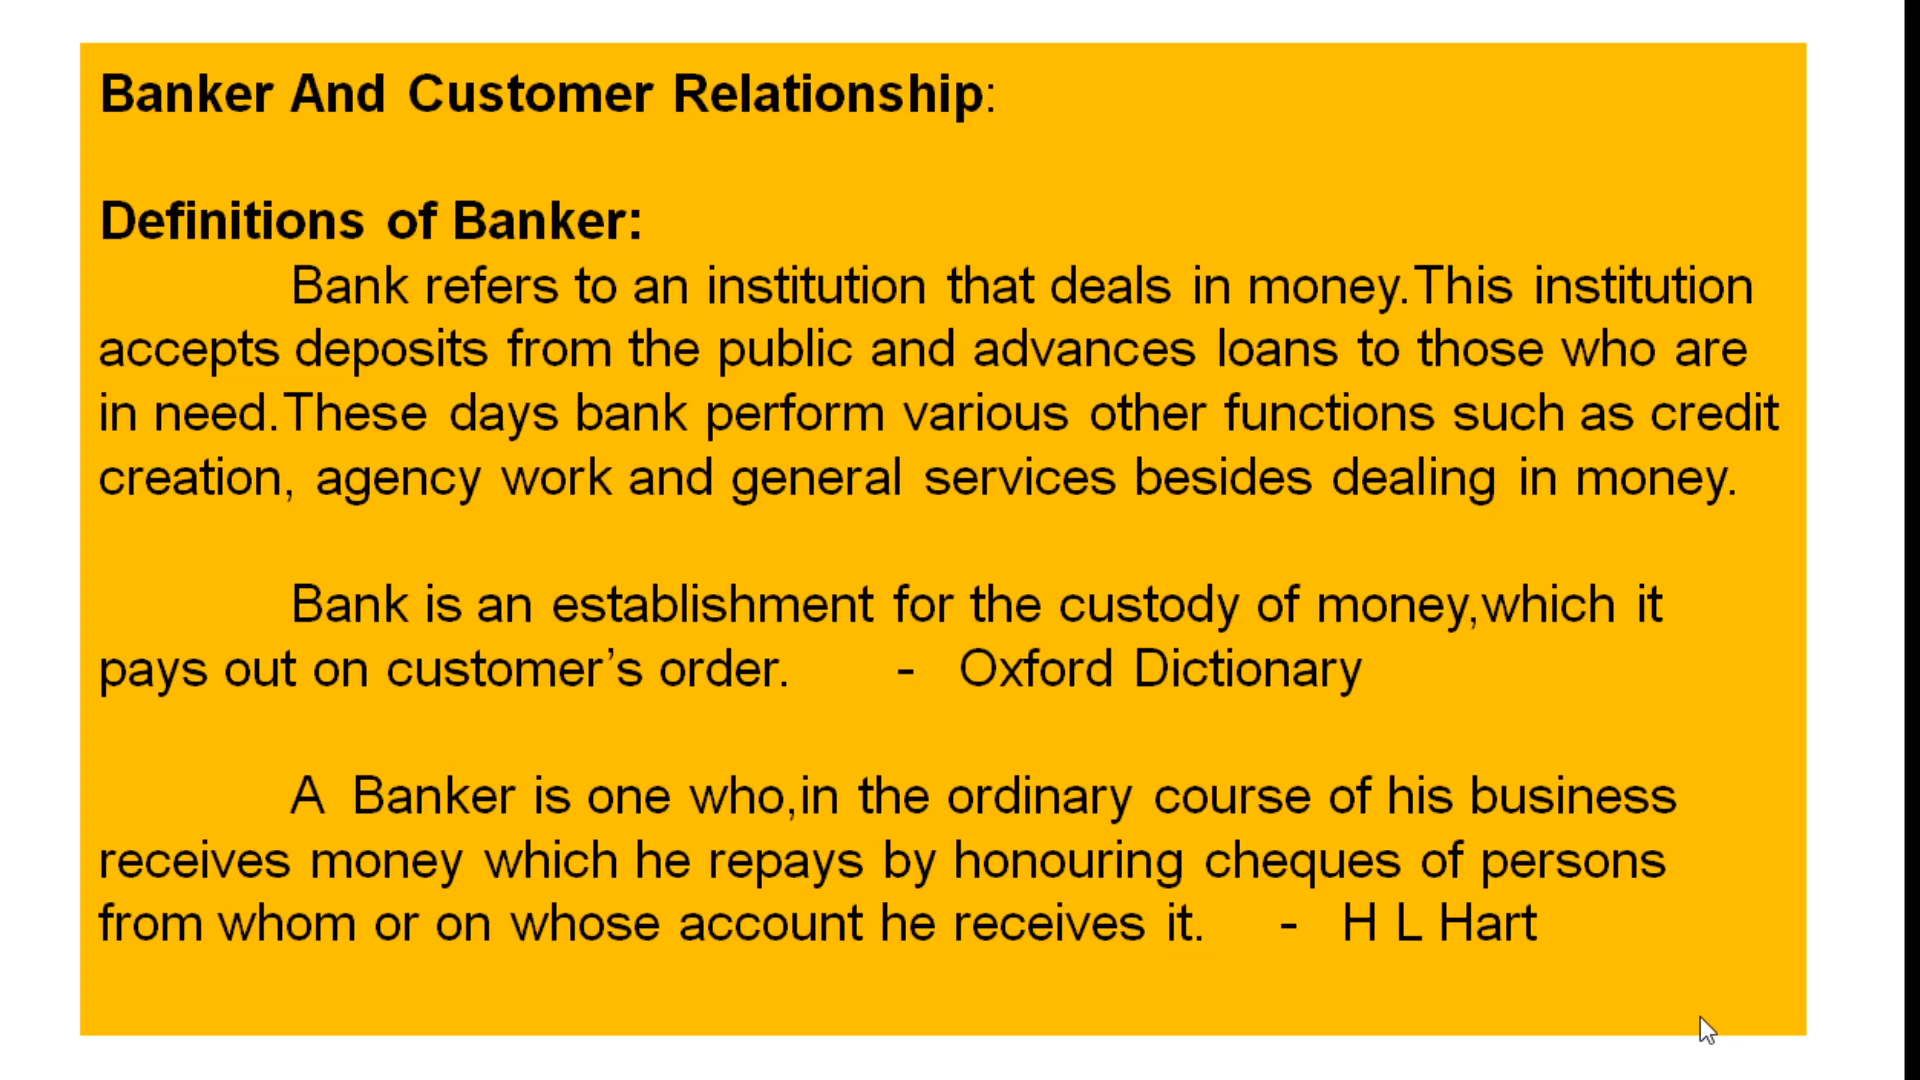 Banker And Customer Relationship:
Definitions of Banker:
Bank refers to an institution that deals in money.This institution
accepts deposits from the public and advances loans to those who are
in need.These days bank perform various other functions such as credit
creation, agency work and general services besides dealing in money.
Bank is an establishment for the custody of money,which it
pays out on customer’s order. - Oxford Dictionary
A Banker is one who,in the ordinary course of his business
receives money which he repays by honouring cheques of persons
from whom or on whose account he receives it. - H L Hart